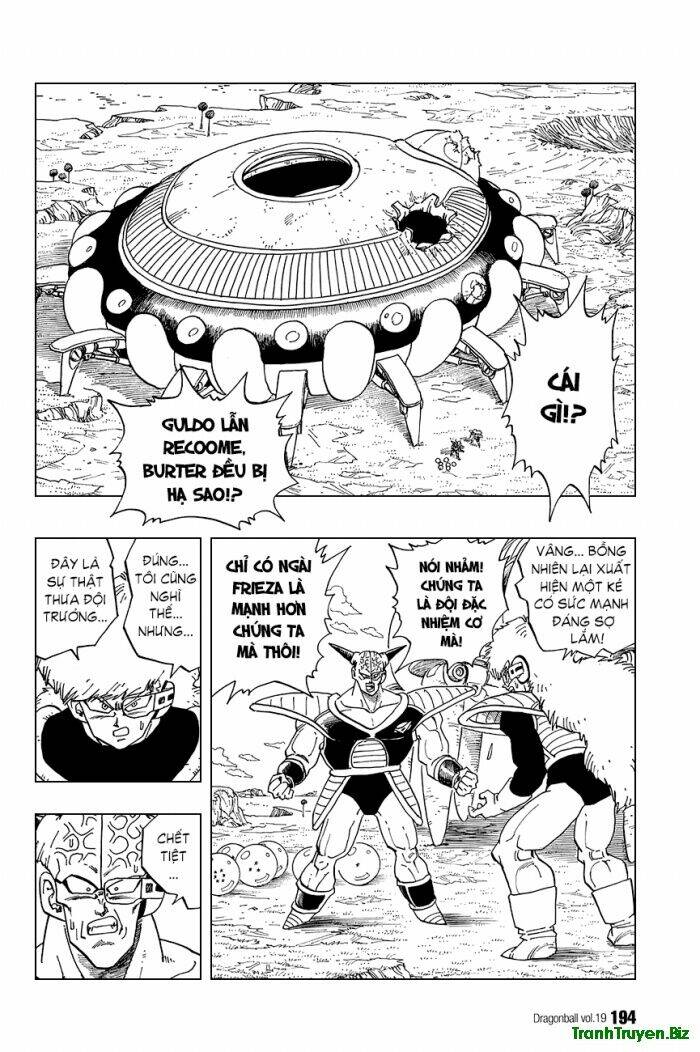 CÁI
GÌ!?
GULDO LẪN
RECOOME,
BURTER ĐỀU BỊ
HẠ SAO!?
VÂNG... BỖNG
NHIÊN LẠI XUẤT
HIỆN MỘT KẺ
CÓ SỨC MẠNH
ĐÁNG SỢ
LẮM!
NÓI NHẢM!
CHÚNG TA
LÀ ĐỘI ĐẶC
NHIỆM CƠ
MÀ!
CHỈ CÓ NGÀI
FRIEZA LÀ
MẠNH HƠN
CHÚNG TA
MÀ THÔI!
ĐÚNG...
TÔI CŨNG
NGHĨ
THẾ...
NHƯNG...
ĐÂY LÀ
SỰ THẬT
THƯA ĐỘI
TRƯỞNG...
CHẾT
TIỆT
...
Dragonball vol.19 194
TranhTruyen.Biz